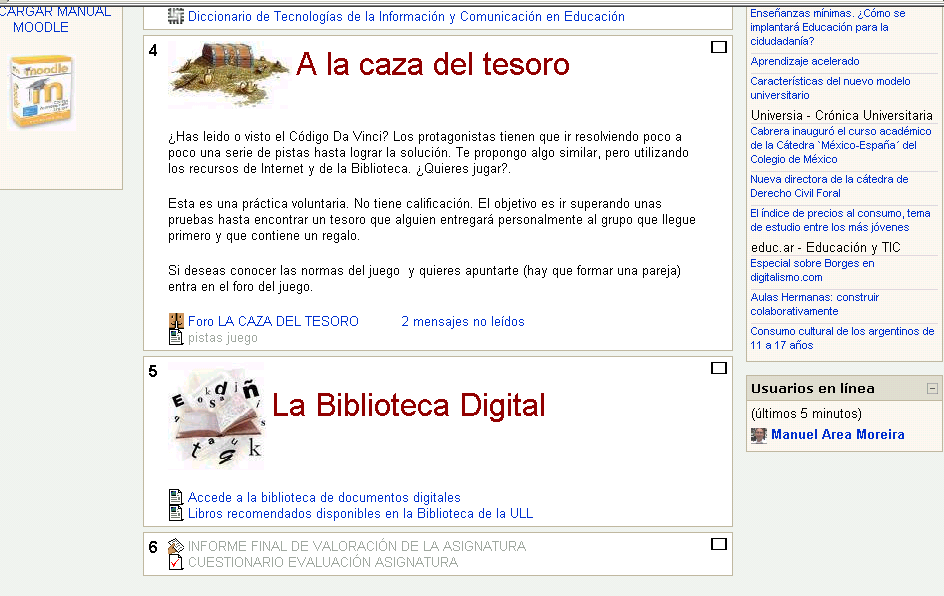 CARGAR MANUAL
MOODLE
moodle
m
Diccionario de Tecnologías de la Información y Comunicación en Educación
4
A la caza del tesoro
¿Has leido o visto el Código Da Vinci? Los protagonistas tienen que ir resolviendo poco a
poco una serie de pistas hasta lograr la solución. Te propongo algo similar, pero utilizando
los recursos de Internet y de la Biblioteca. ¿Quieres jugar?.
Esta es una práctica voluntaria. No tiene calificación. El objetivo es ir superando unas
pruebas hasta encontrar un tesoro que alguien entregará personalmente al grupo que llegue
primero y que contiene un regalo.
Si deseas conocer las normas del juego y quieres apuntarte (hay que formar una pareja)
entra en el foro del juego.
Foro LA CAZA DEL TESORO 2 mensajes no leídos
pistas juego
5
La Biblioteca Digital
Accede a la biblioteca de documentos digitales
Libros recomendados disponibles en la Biblioteca de la ULL
6
INFORME FINAL DE VALORACIÓN DE LA ASIGNATURA
CUESTIONARIO EVALUACIÓN ASIGNATURA
Enseñanzas mínimas. ¿Cómo se
implantará Educación para la
cidudadanía?
Aprendizaje acelerado
Características del nuevo modelo
universitario
Universia - Crónica Universitaria
Cabrera inauguró el curso académico
de la Cátedra `México-España´ del
Colegio de México
Nueva directora de la cátedra de
Derecho Civil Foral
El índice de precios al consumo, tema
de estudio entre los más jóvenes
educ.ar - Educación y TIC
Especial sobre Borges en
digitalismo.com
Aulas Hermanas: construir
colaborativamente
Consumo cultural de los argentinos de
11 a 17 años
Usuarios en línea
(últimos 5 minutos)
Manuel Area Moreira